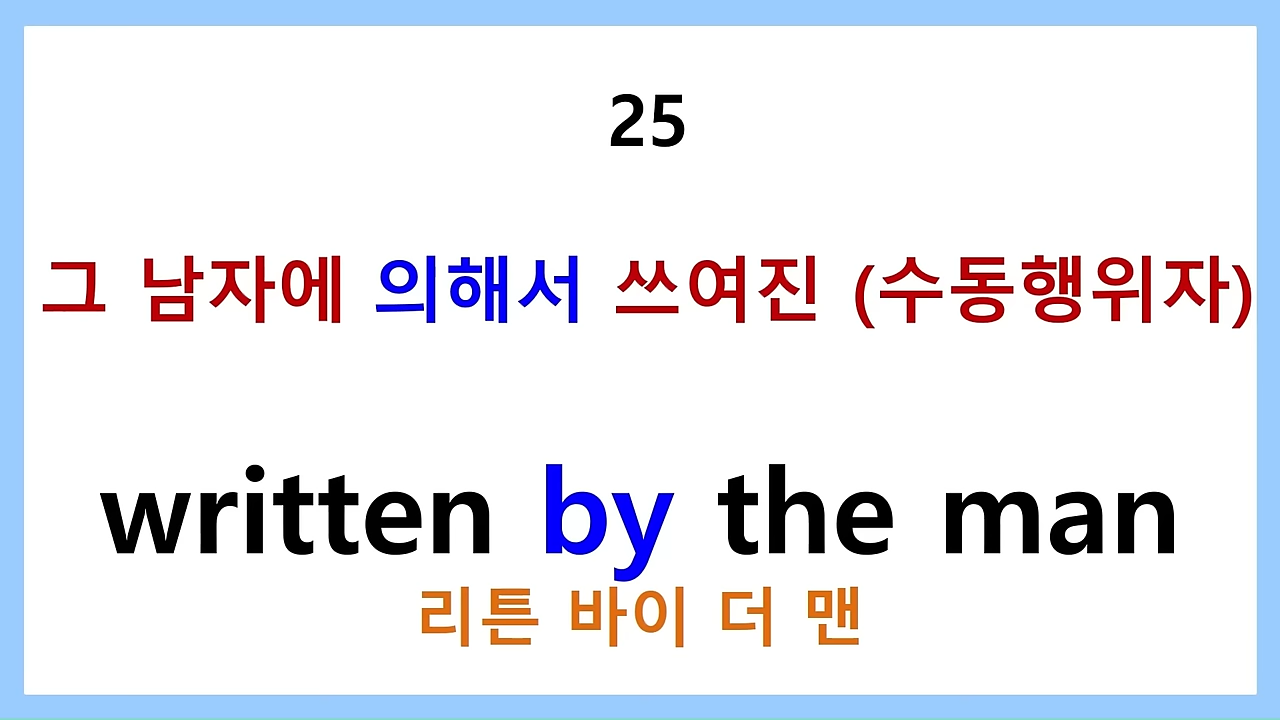 25
그 남자에 의해서 쓰여진 (수동행위자)
written by the man
리튼 바이 더 맨